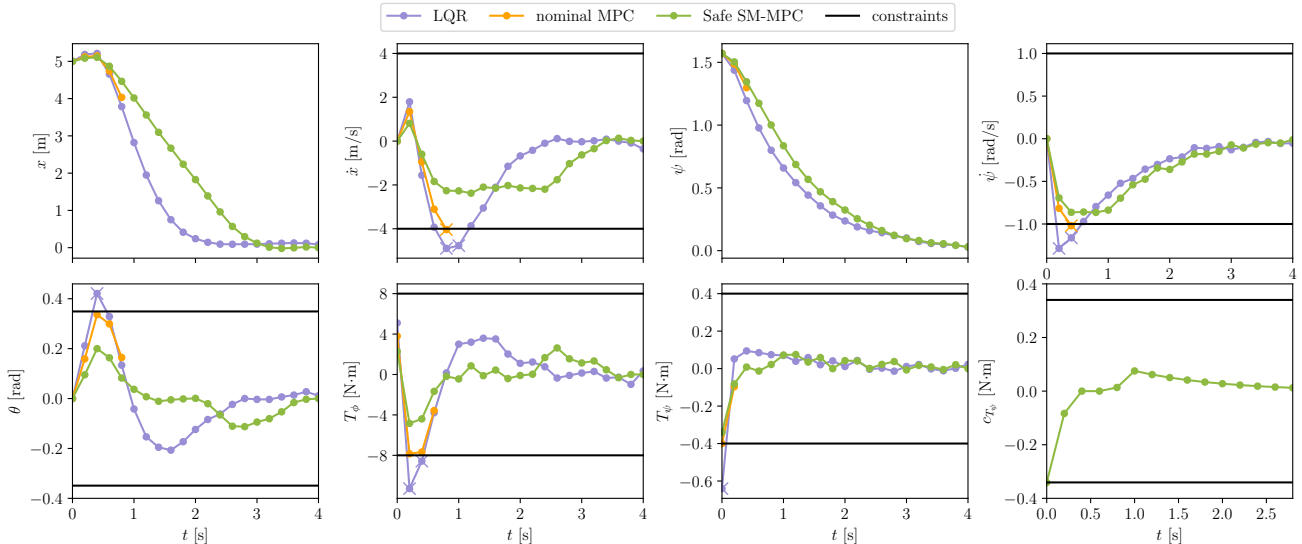 LQR nominal MPC Safe SM-MPC constraints
5
4
3
2
1
0
x [m]
4
2
0
−2
−4
ẋ [m/s]
1.5
1.0
0.5
0.0
ψ [rad]
1.0
0.5
0.0
−0.5
−1.0
ψ̇ [rad/s]
0 1 2 3 4
0.4
0.2
0.0
−0.2
−0.4
θ [rad]
0 1 2 3 4
t [s]
8
4
0
−4
−8
T_ϕ [N·m]
0 1 2 3 4
t [s]
0.4
0.2
0.0
−0.2
−0.4
−0.6
T_ψ [N·m]
0 1 2 3 4
t [s]
0.4
0.2
0.0
−0.2
−0.4
c_{T_ψ} [N·m]
0.0 0.5 1.0 1.5 2.0 2.5
t [s]